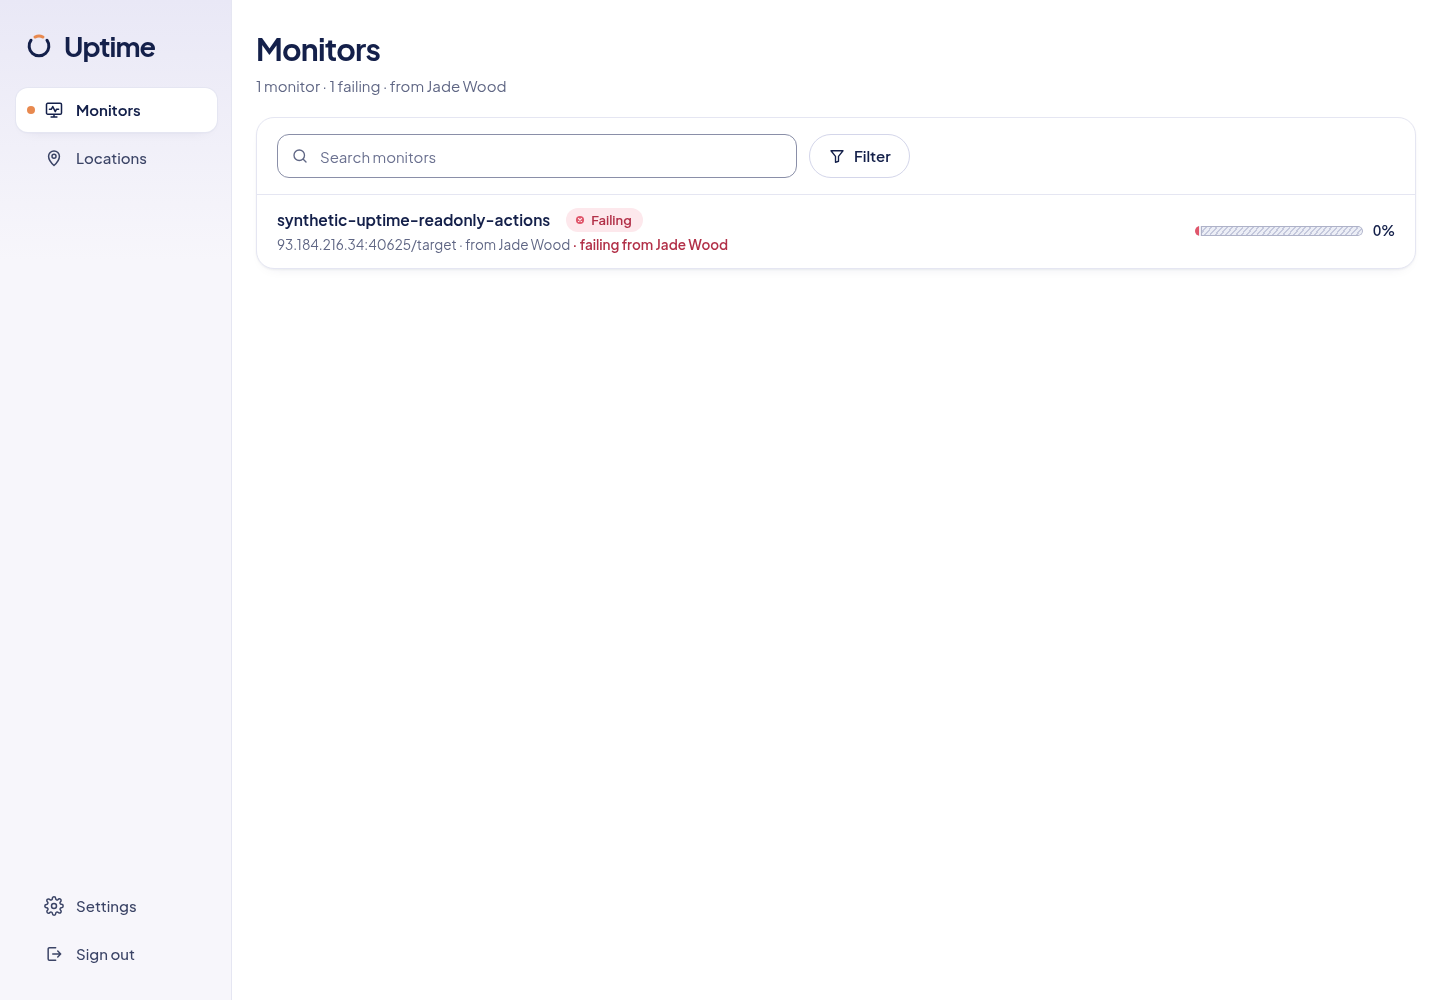 Uptime
Monitors
Locations
Settings
Sign out
Monitors
1 monitor · 1 failing · from Jade Wood
Search monitors
Filter
synthetic-uptime-readonly-actions
Failing
93.184.216.34:40625/target · from Jade Wood · failing from Jade Wood
0%